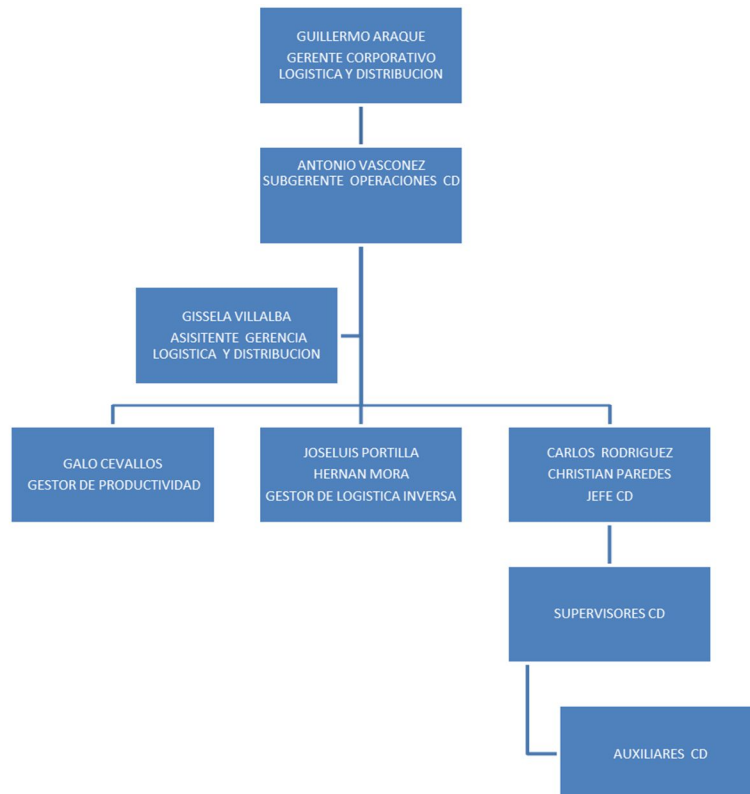 GUILLERMO ARAQUE
GERENTE CORPORATIVO
LOGISTICA Y DISTRIBUCION
ANTONIO VASCONEZ
SUBGERENTE OPERACIONES CD
GISSELA VILLALBA
ASISITENTE GERENCIA
LOGISTICA Y DISTRIBUCION
GALO CEVALLOS
GESTOR DE PRODUCTIVIDAD
JOSELUIS PORTILLA
HERNAN MORA
GESTOR DE LOGISTICA INVERSA
CARLOS RODRIGUEZ
CHRISTIAN PAREDES
JEFE CD
SUPERVISORES CD
AUXILIARES CD